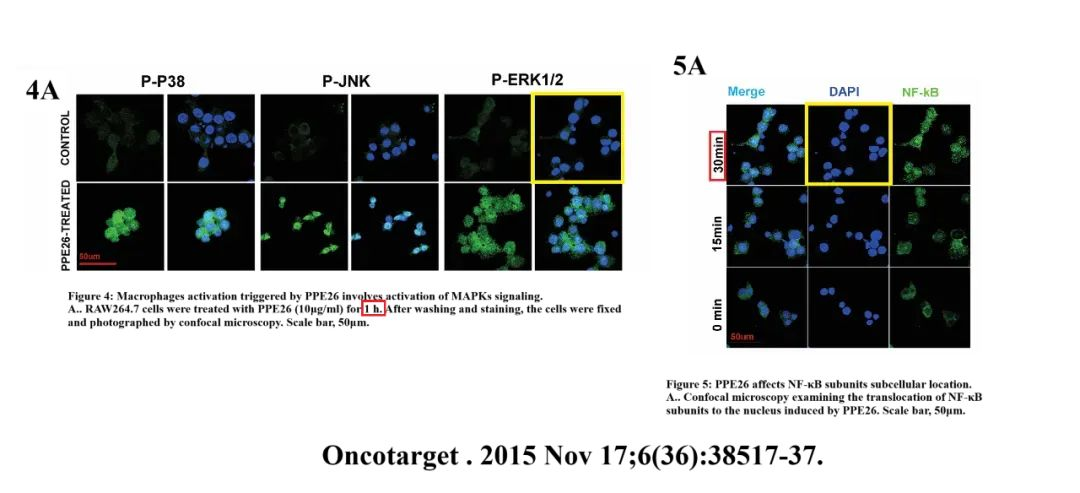 4A
P-P38 P-JNK P-ERK1/2
CONTROL
PPE26-TREATED
50um
Figure 4: Macrophages activation triggered by PPE26 involves activation of MAPKs signaling.
A.. RAW264.7 cells were treated with PPE26 (10μg/ml) for 1 h. After washing and staining, the cells were fixed
and photographed by confocal microscopy. Scale bar, 50μm.
5A
Merge DAPI NF-kB
30min
15min
0 min
50um
Figure 5: PPE26 affects NF-κB subunits subcellular location.
A.. Confocal microscopy examining the translocation of NF-κB
subunits to the nucleus induced by PPE26. Scale bar, 50μm.
Oncotarget . 2015 Nov 17;6(36):38517-37.